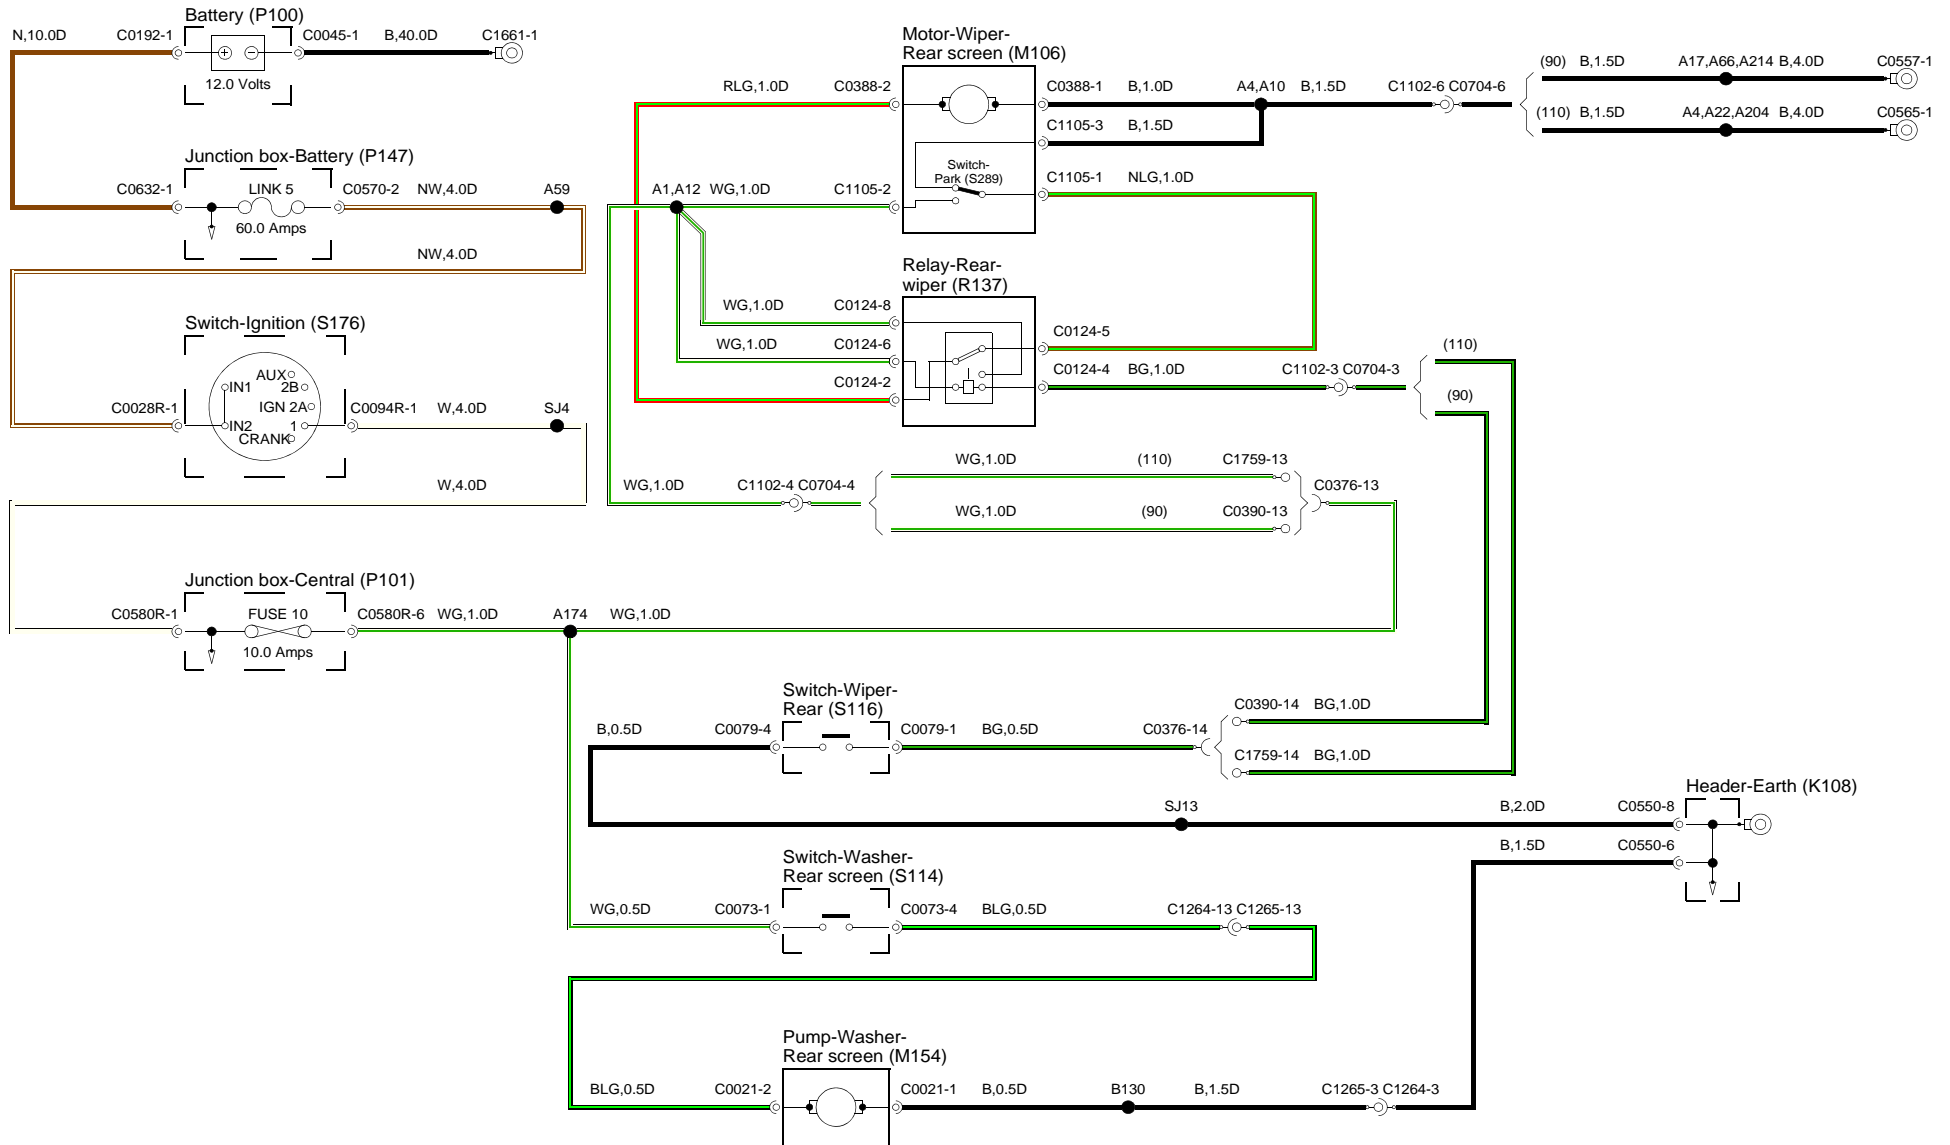 Battery (P100)
N,10.0D C0192-1 C0045-1 B,40.0D C1661-1
12.0 Volts
Junction box-Battery (P147)
C0632-1 LINK 5 C0570-2 NW,4.0D A59
60.0 Amps
NW,4.0D
Switch-Ignition (S176)
AUX
IN1 2B
IGN 2A
C0028R-1 IN2 1 C0094R-1 W,4.0D SJ4
CRANK
W,4.0D
Junction box-Central (P101)
C0580R-1 FUSE 10 C0580R-6 WG,1.0D A174 WG,1.0D
10.0 Amps
Motor-Wiper-
Rear screen (M106)
RLG,1.0D C0388-2 C0388-1 B,1.0D A4,A10 B,1.5D C1102-6 C0704-6
(90) B,1.5D A17,A66,A214 B,4.0D C0557-1
(110) B,1.5D A4,A22,A204 B,4.0D C0565-1
C1105-3 B,1.5D
Switch-
Park (S289)
A1,A12 WG,1.0D C1105-2 C1105-1 NLG,1.0D
Relay-Rear-
wiper (R137)
WG,1.0D C0124-8
WG,1.0D C0124-6 C0124-5
C0124-2 C0124-4 BG,1.0D C1102-3 C0704-3
(110)
(90)
WG,1.0D (110) C1759-13
WG,1.0D C1102-4 C0704-4 C0376-13
WG,1.0D (90) C0390-13
Switch-Wiper-
Rear (S116)
B,0.5D C0079-4 C0079-1 BG,0.5D C0376-14
C0390-14 BG,1.0D
C1759-14 BG,1.0D
Header-Earth (K108)
SJ13 B,2.0D C0550-8
B,1.5D C0550-6
Switch-Washer-
Rear screen (S114)
WG,0.5D C0073-1 C0073-4 BLG,0.5D C1264-13 C1265-13
Pump-Washer-
Rear screen (M154)
BLG,0.5D C0021-2 C0021-1 B,0.5D B130 B,1.5D C1265-3 C1264-3